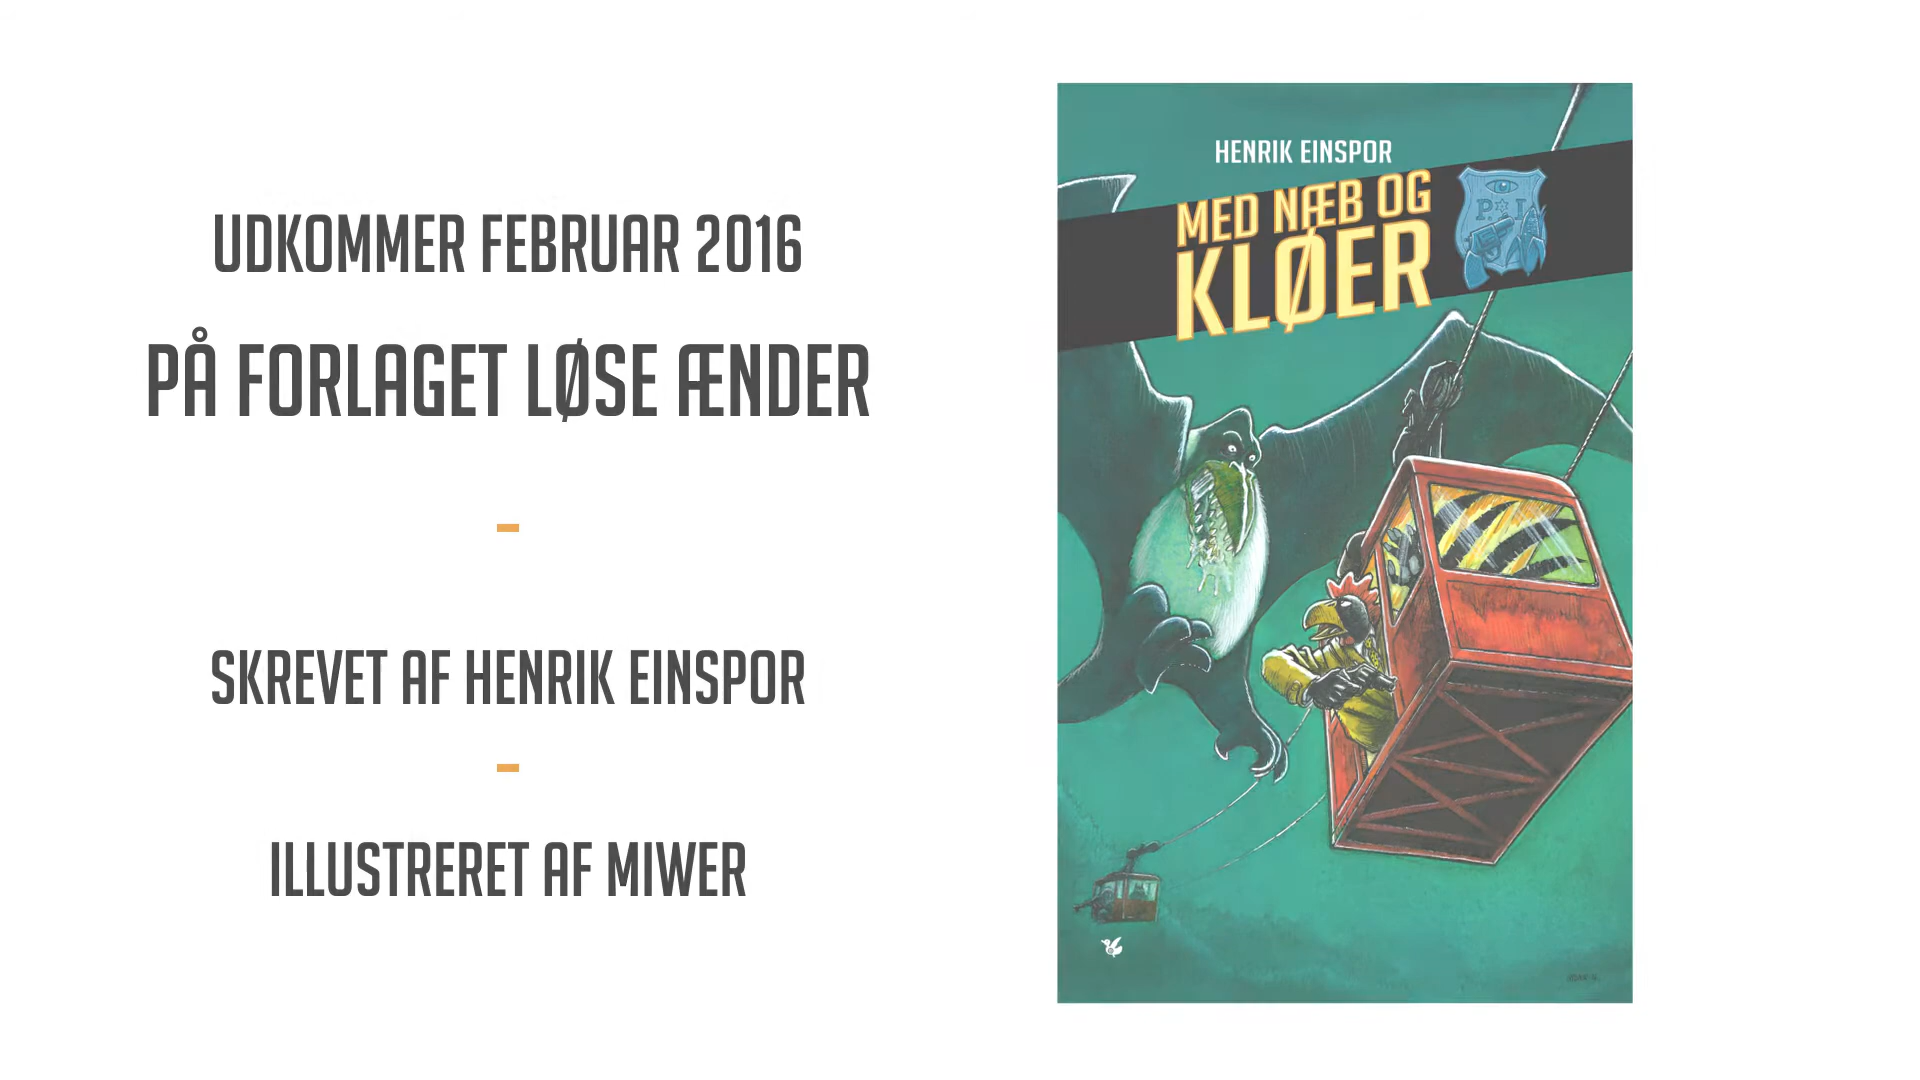 UDKOMMER FEBRUAR 2016
PÅ FORLAGET LØSE ÆNDER
-
SKREVET AF HENRIK EINSPOR
-
ILLUSTRERET AF MIWER
HENRIK EINSPOR
MED NÆB OG
KLØER
P.I.